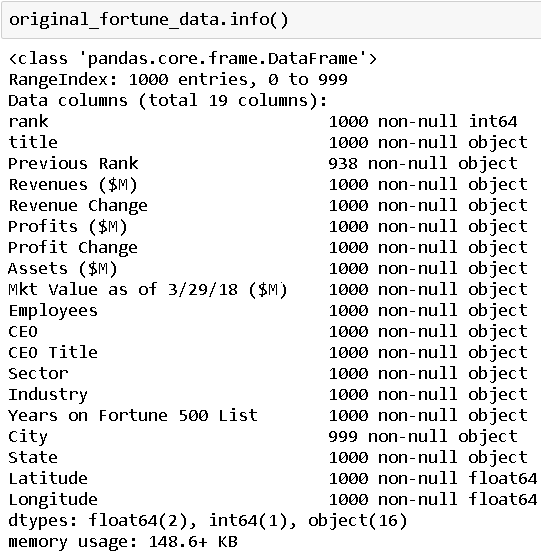 original_fortune_data.info()
<class 'pandas.core.frame.DataFrame'>
RangeIndex: 1000 entries, 0 to 999
Data columns (total 19 columns):
rank                            1000 non-null int64
title                           1000 non-null object
Previous Rank                   938 non-null object
Revenues ($M)                   1000 non-null object
Revenue Change                  1000 non-null object
Profits ($M)                    1000 non-null object
Profit Change                   1000 non-null object
Assets ($M)                     1000 non-null object
Mkt Value as of 3/29/18 ($M)    1000 non-null object
Employees                       1000 non-null object
CEO                             1000 non-null object
CEO Title                       1000 non-null object
Sector                          1000 non-null object
Industry                        1000 non-null object
Years on Fortune 500 List       1000 non-null object
City                            999 non-null object
State                           1000 non-null object
Latitude                        1000 non-null float64
Longitude                       1000 non-null float64
dtypes: float64(2), int64(1), object(16)
memory usage: 148.6+ KB